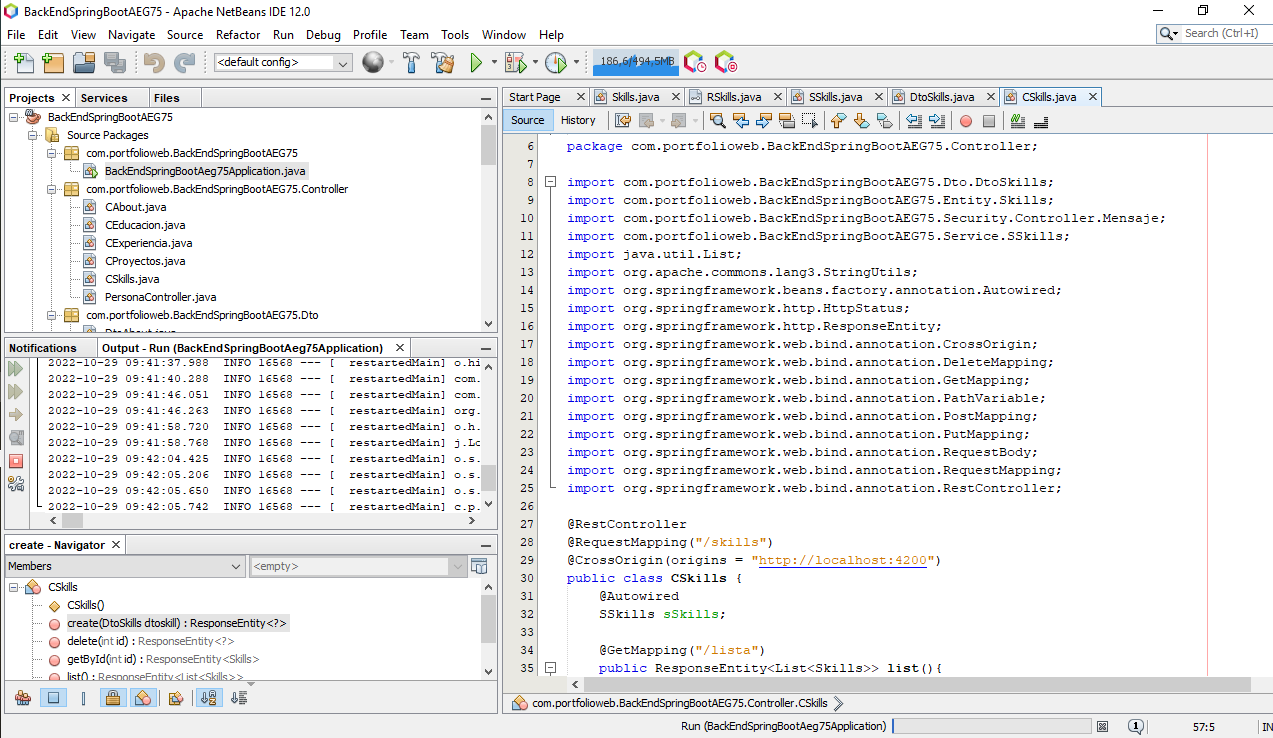 BackEndSpringBootAEG75 - Apache NetBeans IDE 12.0
File Edit View Navigate Source Refactor Run Debug Profile Team Tools Window Help
Search (Ctrl+I)
<default config>
186,6/494,5MB
Projects Services Files
BackEndSpringBootAEG75
Source Packages
com.portfolioweb.BackEndSpringBootAEG75
BackEndSpringBootAeg75Application.java
com.portfolioweb.BackEndSpringBootAEG75.Controller
CAbout.java
CEducacion.java
CExperiencia.java
CProyectos.java
CSkills.java
PersonaController.java
com.portfolioweb.BackEndSpringBootAEG75.Dto
DtoAbout.java
Notifications Output - Run (BackEndSpringBootAeg75Application)
2022-10-29 09:41:37.988 INFO 16568 --- [ restartedMain] o.hi
2022-10-29 09:41:40.288 INFO 16568 --- [ restartedMain] com.
2022-10-29 09:41:46.051 INFO 16568 --- [ restartedMain] com.
2022-10-29 09:41:46.263 INFO 16568 --- [ restartedMain] org.
2022-10-29 09:41:58.720 INFO 16568 --- [ restartedMain] o.h.
2022-10-29 09:41:58.768 INFO 16568 --- [ restartedMain] j.Lo
2022-10-29 09:42:04.425 INFO 16568 --- [ restartedMain] o.s.
2022-10-29 09:42:05.206 INFO 16568 --- [ restartedMain] o.s.
2022-10-29 09:42:05.650 INFO 16568 --- [ restartedMain] o.s.
2022-10-29 09:42:05.742 INFO 16568 --- [ restartedMain] c.p.
create - Navigator
Members <empty>
CSkills
CSkills()
create(DtoSkills dtoskill) : ResponseEntity<?>
delete(int id) : ResponseEntity<?>
getById(int id) : ResponseEntity<Skills>
list() : ResponseEntity<List<Skills>>
Start Page Skills.java RSkills.java SSkills.java DtoSkills.java CSkills.java
Source History
6 package com.portfolioweb.BackEndSpringBootAEG75.Controller;
7
8 import com.portfolioweb.BackEndSpringBootAEG75.Dto.DtoSkills;
9 import com.portfolioweb.BackEndSpringBootAEG75.Entity.Skills;
10 import com.portfolioweb.BackEndSpringBootAEG75.Security.Controller.Mensaje;
11 import com.portfolioweb.BackEndSpringBootAEG75.Service.SSkills;
12 import java.util.List;
13 import org.apache.commons.lang3.StringUtils;
14 import org.springframework.beans.factory.annotation.Autowired;
15 import org.springframework.http.HttpStatus;
16 import org.springframework.http.ResponseEntity;
17 import org.springframework.web.bind.annotation.CrossOrigin;
18 import org.springframework.web.bind.annotation.DeleteMapping;
19 import org.springframework.web.bind.annotation.GetMapping;
20 import org.springframework.web.bind.annotation.PathVariable;
21 import org.springframework.web.bind.annotation.PostMapping;
22 import org.springframework.web.bind.annotation.PutMapping;
23 import org.springframework.web.bind.annotation.RequestBody;
24 import org.springframework.web.bind.annotation.RequestMapping;
25 import org.springframework.web.bind.annotation.RestController;
26
27 @RestController
28 @RequestMapping("/skills")
29 @CrossOrigin(origins = "http://localhost:4200")
30 public class CSkills {
31 @Autowired
32 SSkills sSkills;
33
34 @GetMapping("/lista")
35 public ResponseEntity<List<Skills>> list(){
com.portfolioweb.BackEndSpringBootAEG75.Controller.CSkills
Run (BackEndSpringBootAeg75Application) 1 57:5 IN